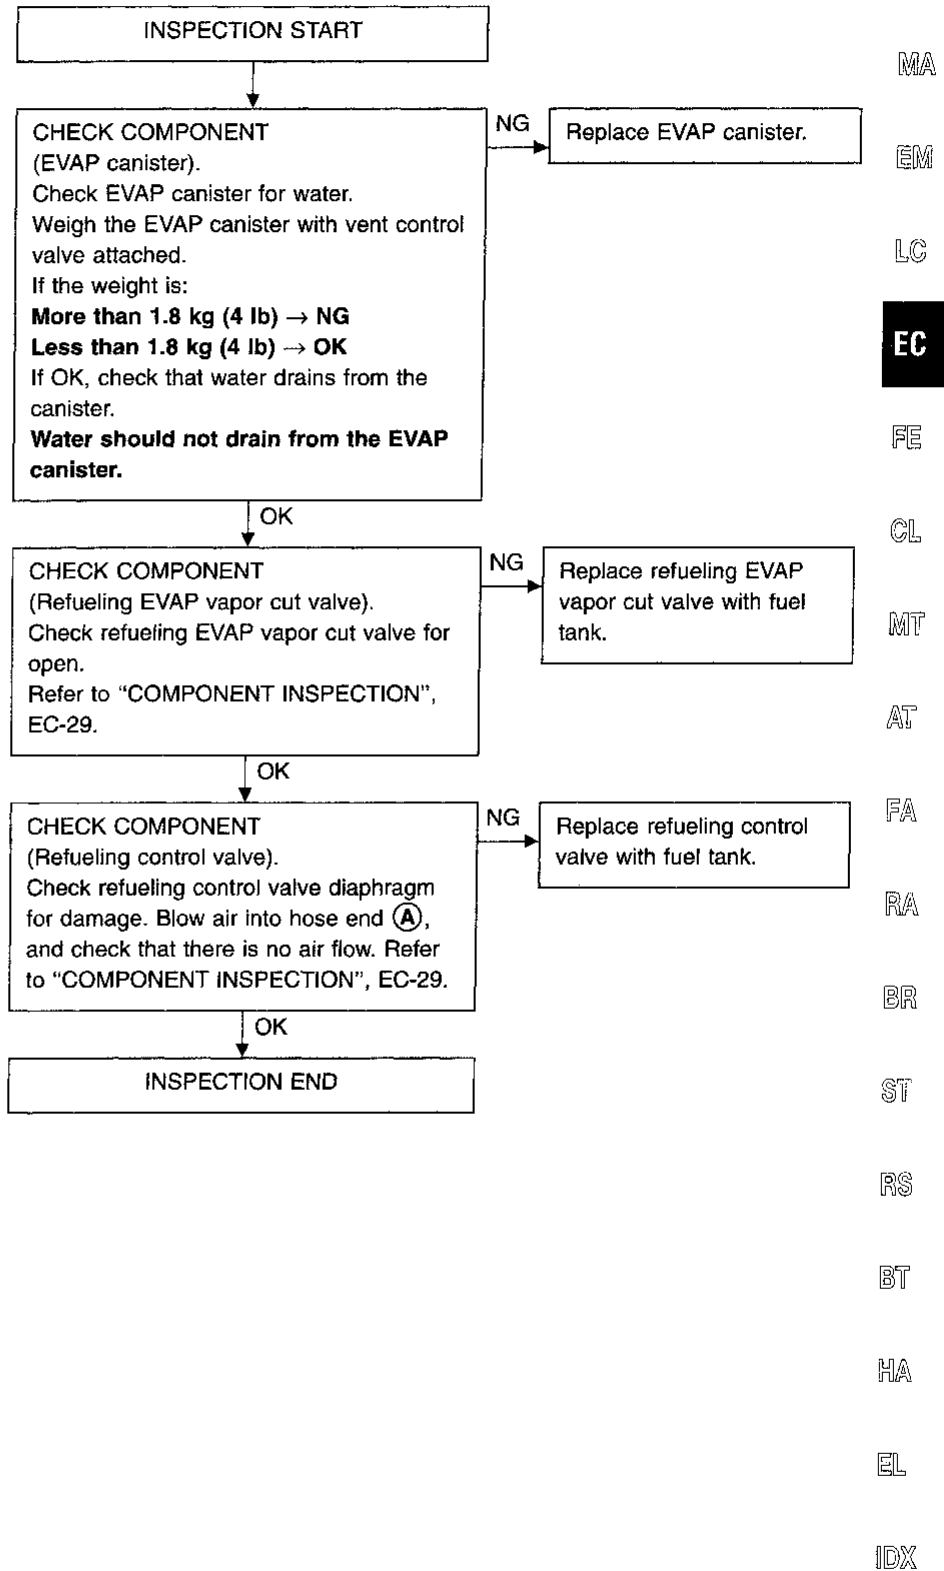 INSPECTION START
CHECK COMPONENT
(EVAP canister).
Check EVAP canister for water.
Weigh the EVAP canister with vent control
valve attached.
If the weight is:
More than 1.8 kg (4 lb) → NG
Less than 1.8 kg (4 lb) → OK
If OK, check that water drains from the
canister.
Water should not drain from the EVAP
canister.
NG
Replace EVAP canister.
OK
CHECK COMPONENT
(Refueling EVAP vapor cut valve).
Check refueling EVAP vapor cut valve for
open.
Refer to “COMPONENT INSPECTION”,
EC-29.
NG
Replace refueling EVAP
vapor cut valve with fuel
tank.
OK
CHECK COMPONENT
(Refueling control valve).
Check refueling control valve diaphragm
for damage. Blow air into hose end Ⓐ,
and check that there is no air flow. Refer
to “COMPONENT INSPECTION”, EC-29.
NG
Replace refueling control
valve with fuel tank.
OK
INSPECTION END
MA
EM
LC
EC
FE
CL
MT
AT
FA
RA
BR
ST
RS
BT
HA
EL
IDX